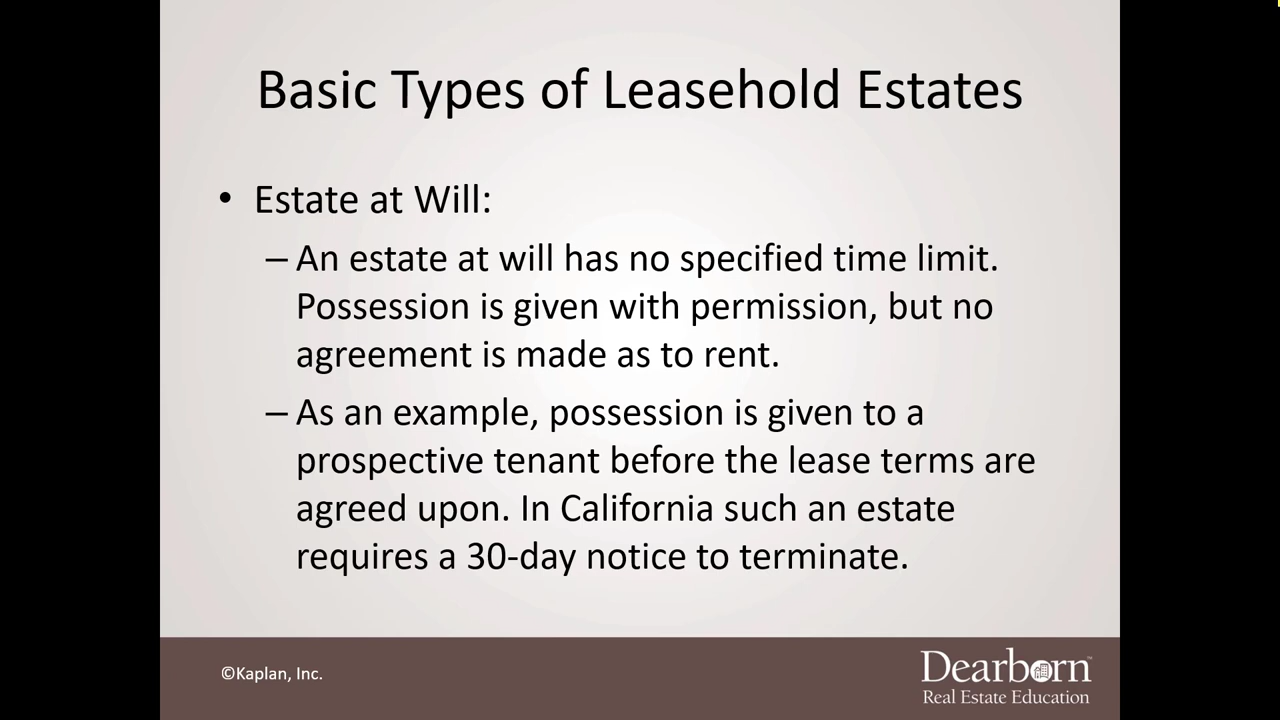 Basic Types of Leasehold Estates
• Estate at Will:
– An estate at will has no specified time limit.
Possession is given with permission, but no
agreement is made as to rent.
– As an example, possession is given to a
prospective tenant before the lease terms are
agreed upon. In California such an estate
requires a 30-day notice to terminate.
©Kaplan, Inc.
Dearborn™
Real Estate Education